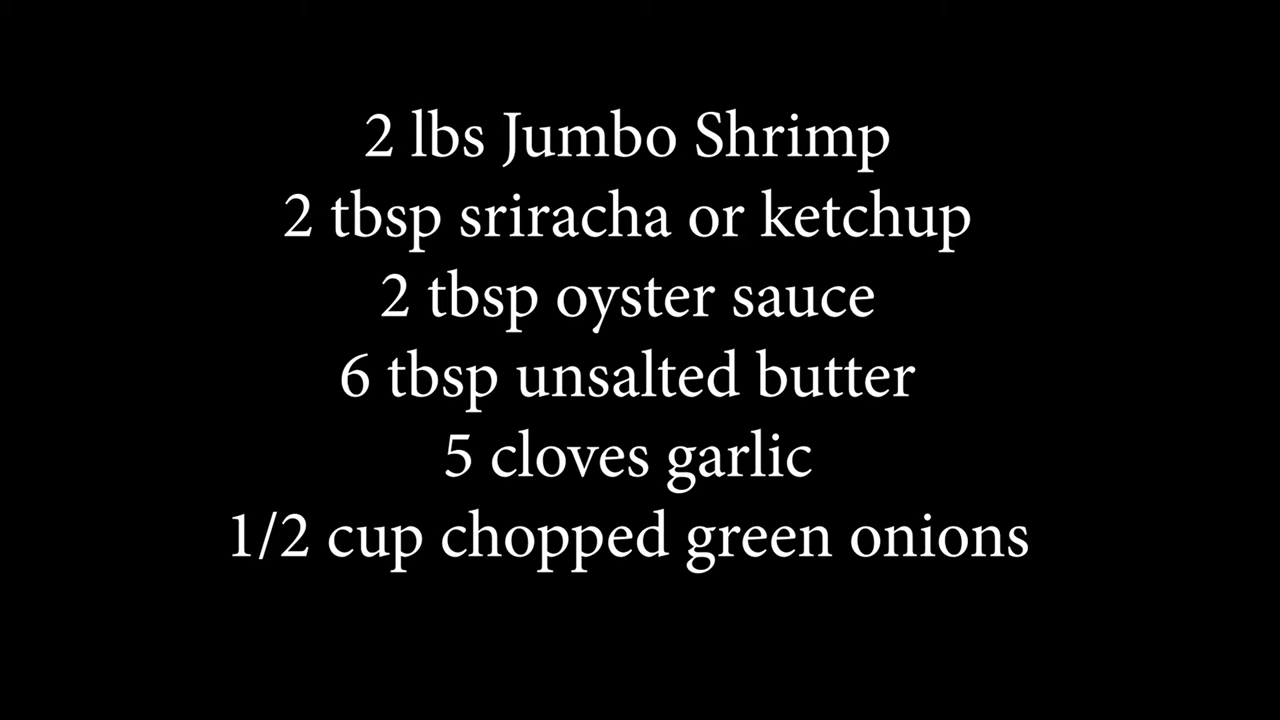 2 lbs Jumbo Shrimp
2 tbsp sriracha or ketchup
2 tbsp oyster sauce
6 tbsp unsalted butter
5 cloves garlic
1/2 cup chopped green onions